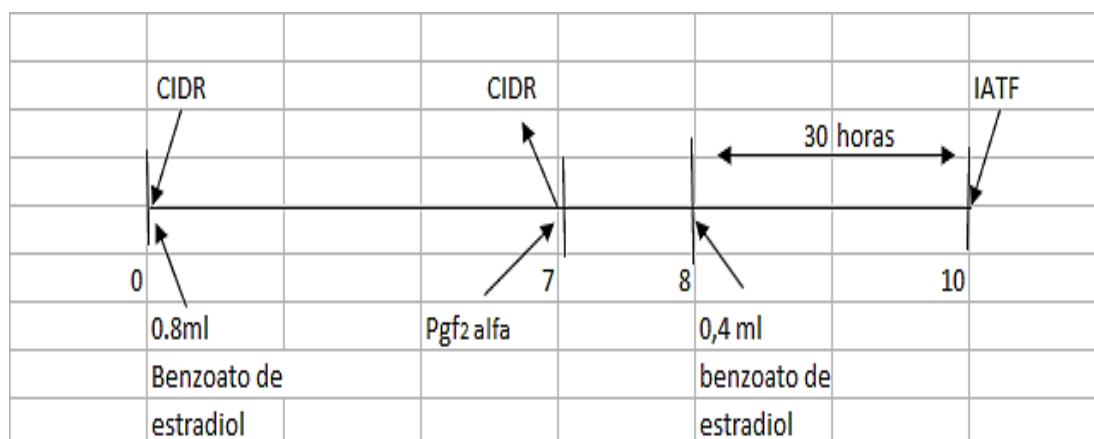 CIDR CIDR IATF
30 horas
0 7 8 10
0.8ml Pgf2 alfa 0,4 ml
Benzoato de benzoato de
estradiol estradiol